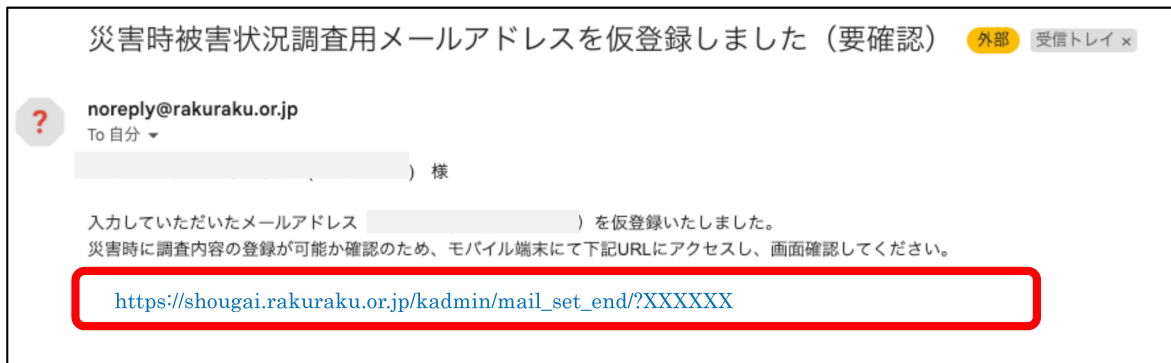 災害時被害状況調査用メールアドレスを仮登録しました（要確認） 外部 受信トレイ ×
?
noreply@rakuraku.or.jp
To 自分
) 様
入力していただいたメールアドレス ) を仮登録いたしました。
災害時に調査内容の登録が可能か確認のため、モバイル端末にて下記URLにアクセスし、画面確認してください。
https://shougai.rakuraku.or.jp/kadmin/mail_set_end/?XXXXXX